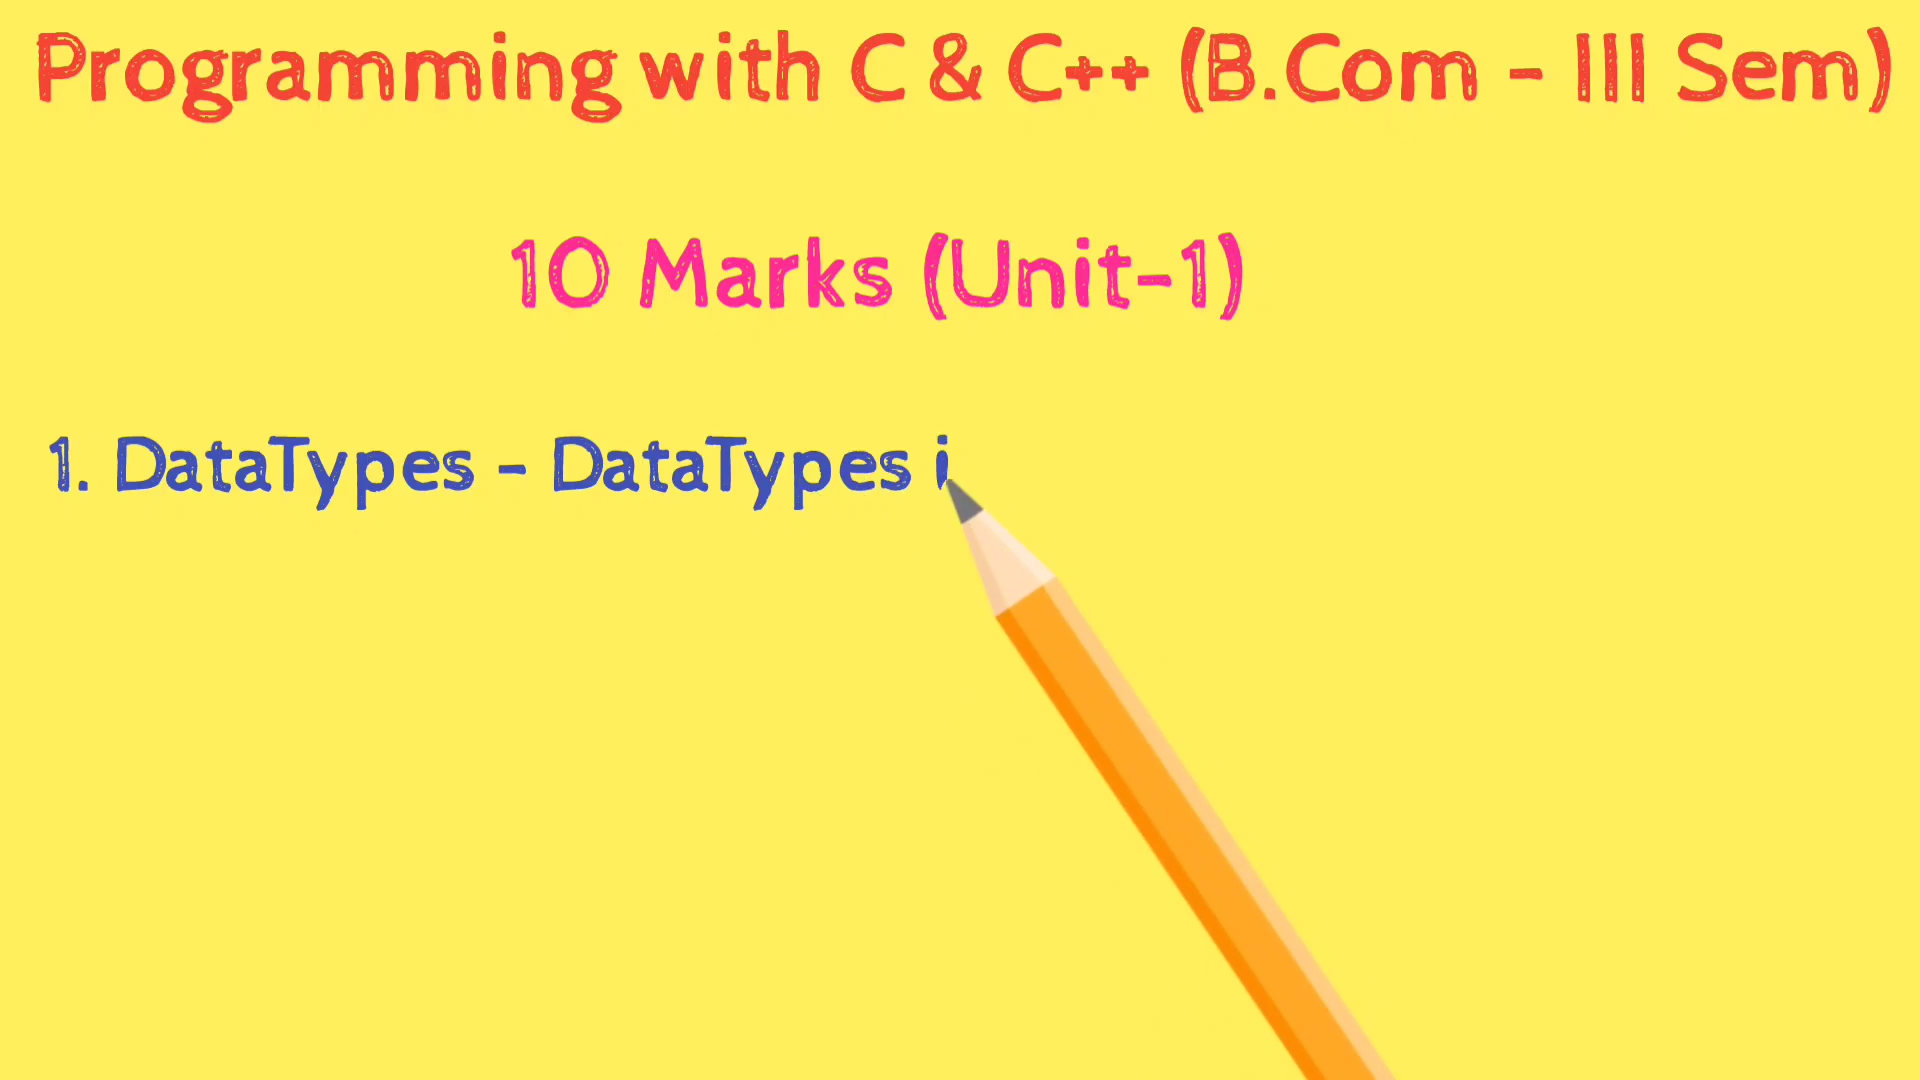 Programming with C & C++ (B.Com - III Sem)
10 Marks (Unit-1)
1. DataTypes - DataTypes i